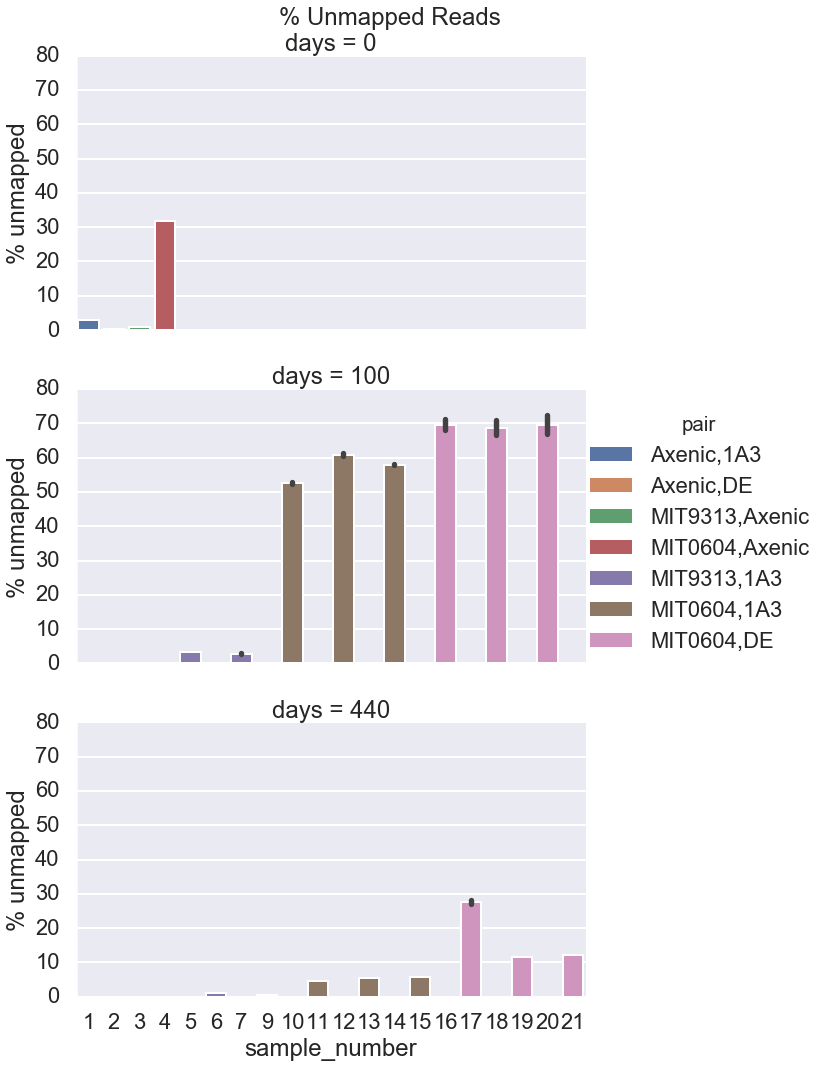 % Unmapped Reads
days = 0
80
70
60
50
40
30
20
10
0
% unmapped
days = 100
80
70
60
50
40
30
20
10
0
% unmapped
pair
Axenic,1A3
Axenic,DE
MIT9313,Axenic
MIT0604,Axenic
MIT9313,1A3
MIT0604,1A3
MIT0604,DE
days = 440
80
70
60
50
40
30
20
10
0
% unmapped
1 2 3 4 5 6 7 9 10 11 12 13 14 15 16 17 18 19 20 21
sample_number